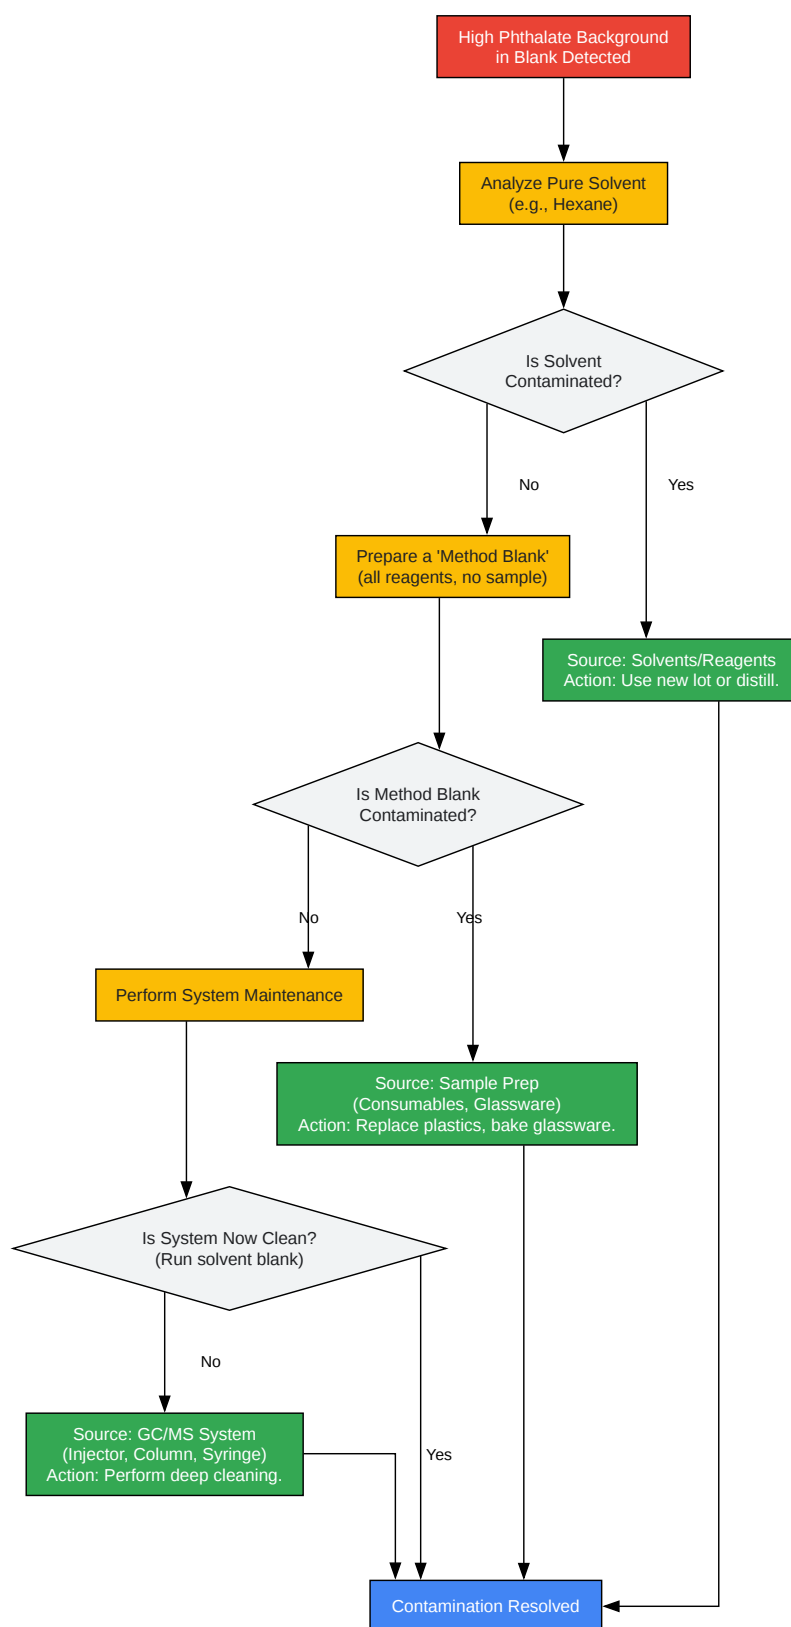 High Phthalate Background
in Blank Detected
Analyze Pure Solvent
(e.g., Hexane)
Is Solvent
Contaminated?
No
Yes
Prepare a 'Method Blank'
(all reagents, no sample)
Source: Solvents/Reagents
Action: Use new lot or distill.
Is Method Blank
Contaminated?
No
Yes
Perform System Maintenance
Source: Sample Prep
(Consumables, Glassware)
Action: Replace plastics, bake glassware.
Is System Now Clean?
(Run solvent blank)
No
Source: GC/MS System
(Injector, Column, Syringe)
Action: Perform deep cleaning.
Yes
Contamination Resolved